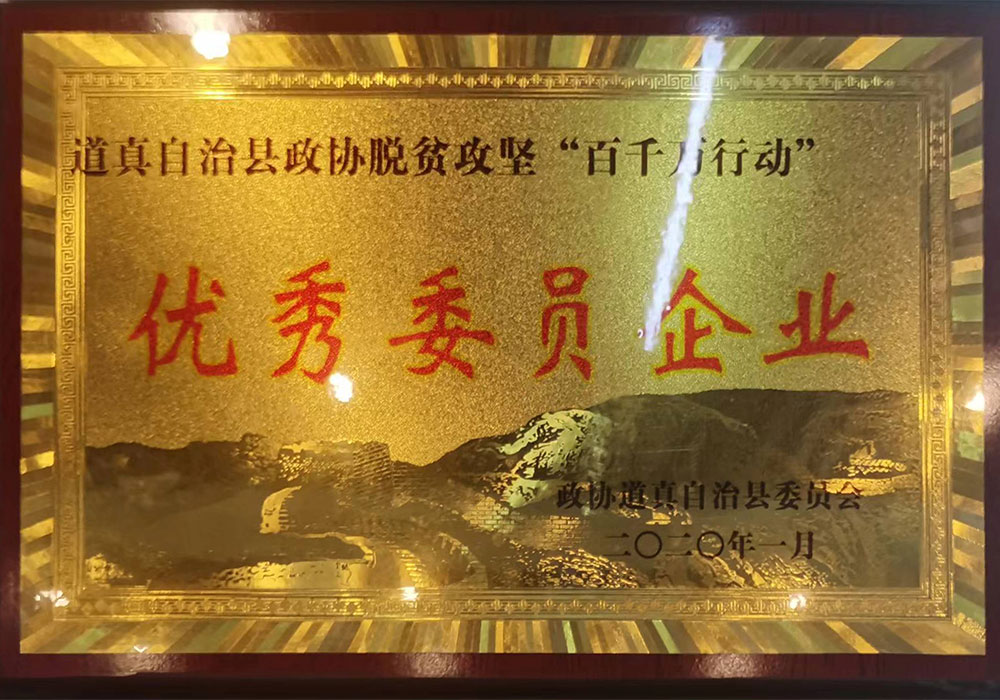 道真自治县政协脱贫攻坚“百千万行动”
优秀委员企业
政协道真自治县委员会
二〇二〇年一月